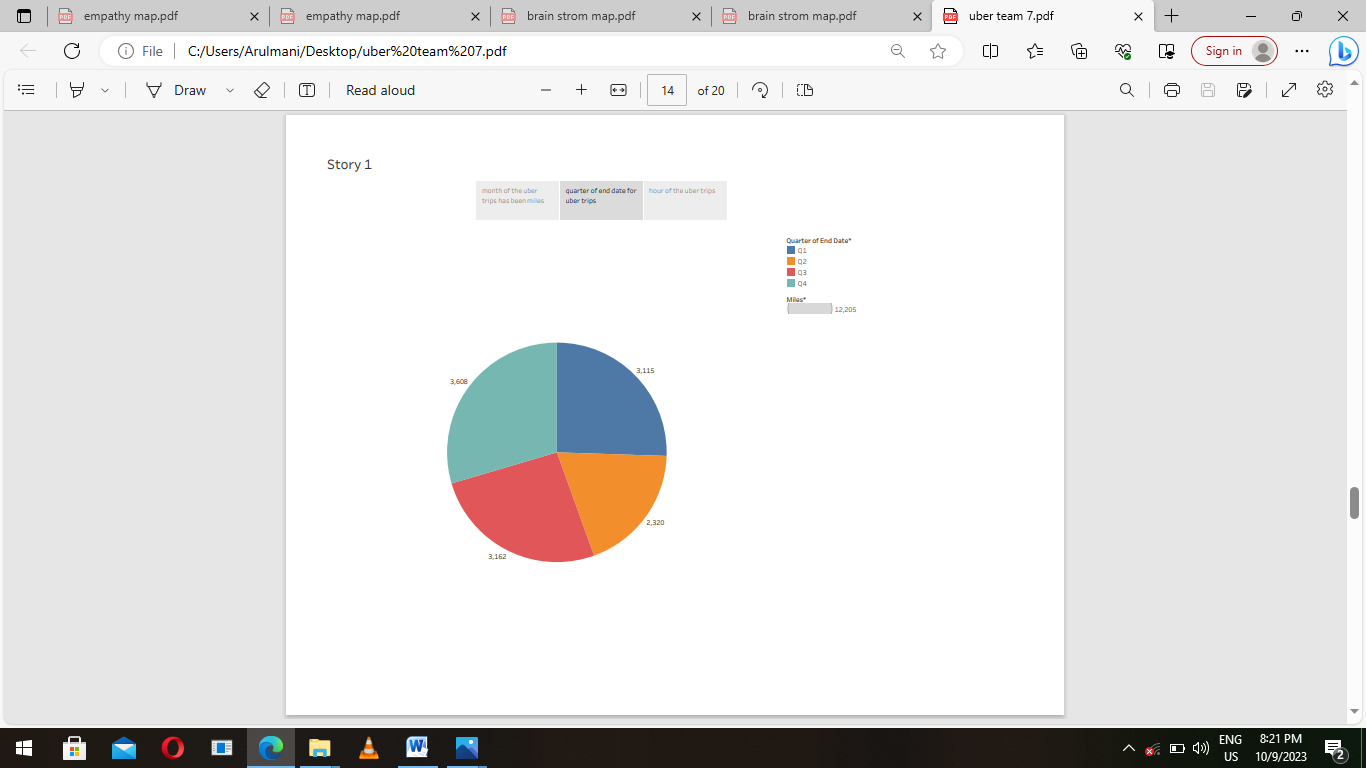 empathy map.pdf
empathy map.pdf
brain strom map.pdf
brain strom map.pdf
uber team 7.pdf
File
C:/Users/Arulmani/Desktop/uber%20team%207.pdf
Sign in
Draw
Read aloud
14
of 20
Story 1
month of the uber
trips has been miles
quarter of end date for
uber trips
hour of the uber trips
Quarter of End Date*
Q1
Q2
Q3
Q4
Miles*
12,205
3,608
3,115
2,320
3,162
ENG
US
8:21 PM
10/9/2023
2